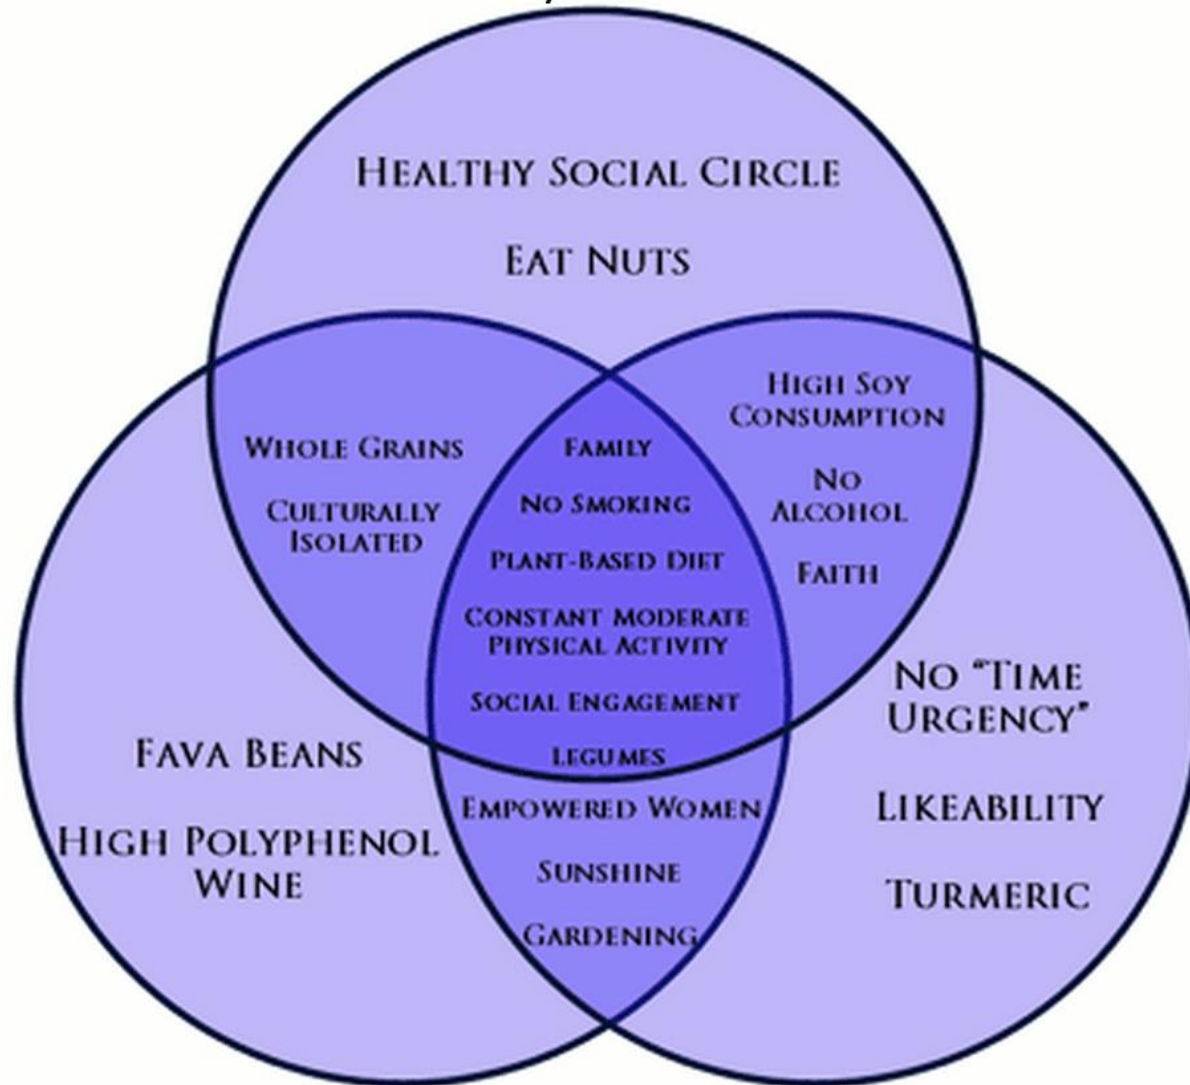 HEALTHY SOCIAL CIRCLE
EAT NUTS
WHOLE GRAINS
CULTURALLY
ISOLATED
FAMILY
NO SMOKING
PLANT-BASED DIET
CONSTANT MODERATE
PHYSICAL ACTIVITY
SOCIAL ENGAGEMENT
LEGUMES
HIGH SOY
CONSUMPTION
NO
ALCOHOL
FAITH
FAVA BEANS
HIGH POLYPHENOL
WINE
EMPOWERED WOMEN
SUNSHINE
GARDENING
NO “TIME
URGENCY”
LIKEABILITY
TURMERIC